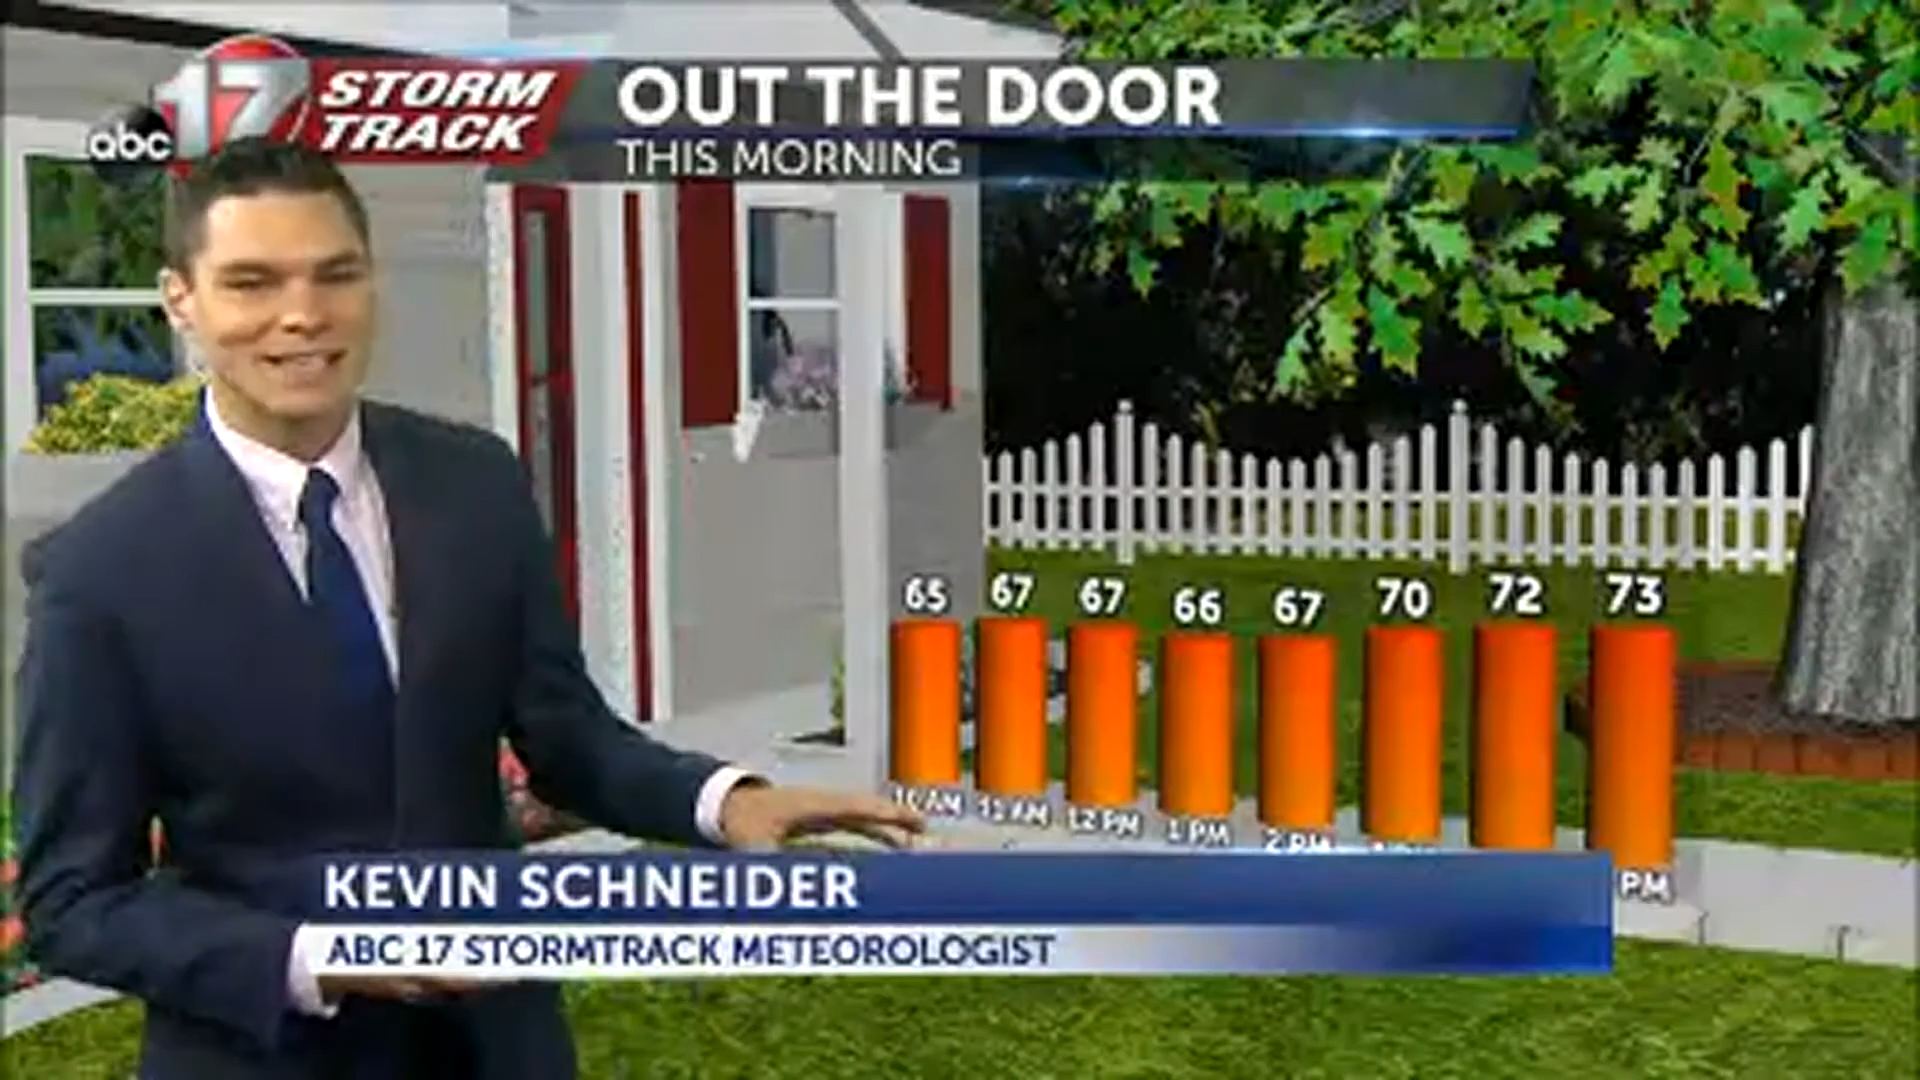 abc 17 STORM
TRACK
OUT THE DOOR
THIS MORNING
65 67 67 66 67 70 72 73
10 AM 11 AM 12 PM 1 PM 2 PM PM
KEVIN SCHNEIDER
ABC 17 STORMTRACK METEOROLOGIST